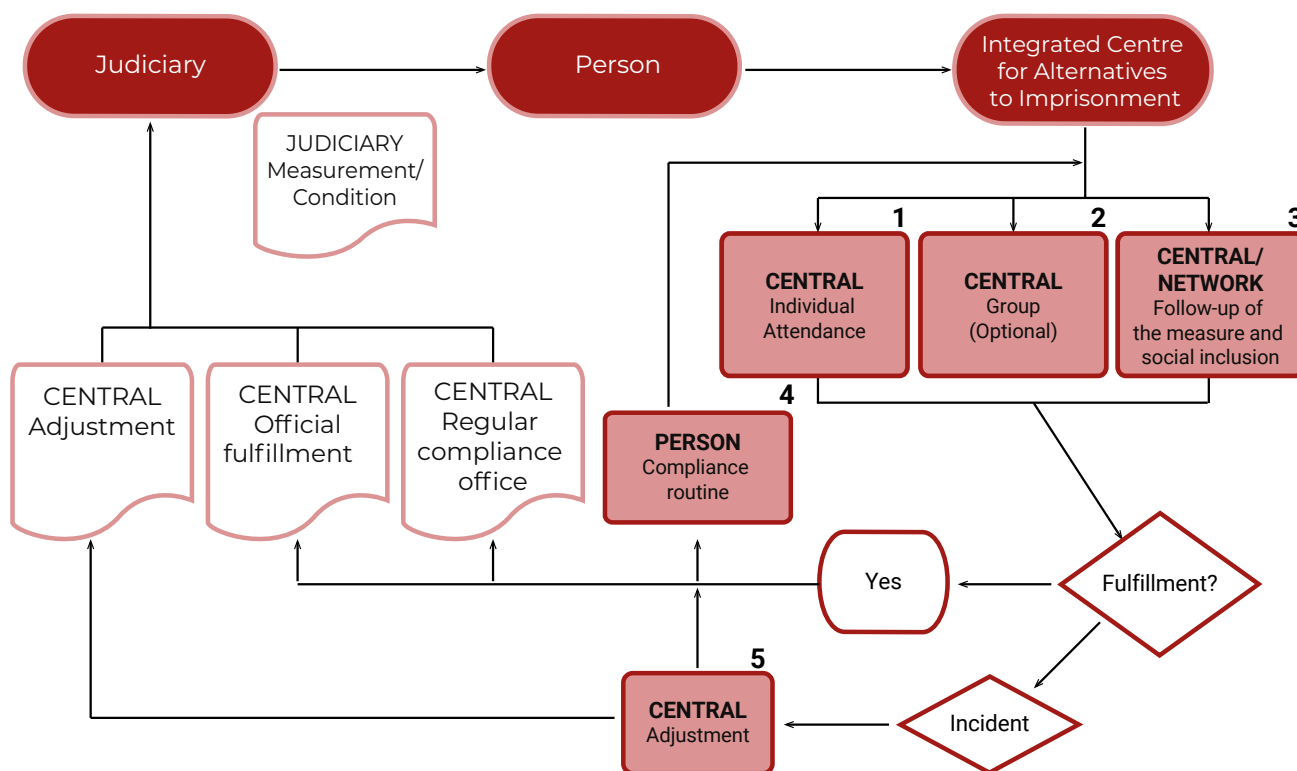 Judiciary
Person
Integrated Centre
for Alternatives
to Imprisonment
JUDICIARY
Measurement/
Condition
1
CENTRAL
Individual
Attendance
2
CENTRAL
Group
(Optional)
3
CENTRAL/
NETWORK
Follow-up of
the measure and
social inclusion
CENTRAL
Adjustment
CENTRAL
Official
fulfillment
CENTRAL
Regular
compliance
office
4
PERSON
Compliance
routine
Yes
Fulfillment?
5
CENTRAL
Adjustment
Incident